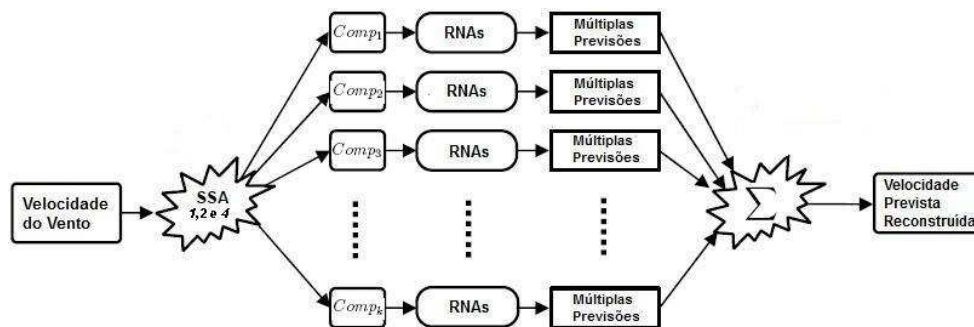 Comp1
RNAs
Múltiplas
Previsões
Comp2
RNAs
Múltiplas
Previsões
Comp3
RNAs
Múltiplas
Previsões
Velocidade
do Vento
SSA
1,2 e 4
Σ
Velocidade
Prevista
Reconstruída
Compk
RNAs
Múltiplas
Previsões